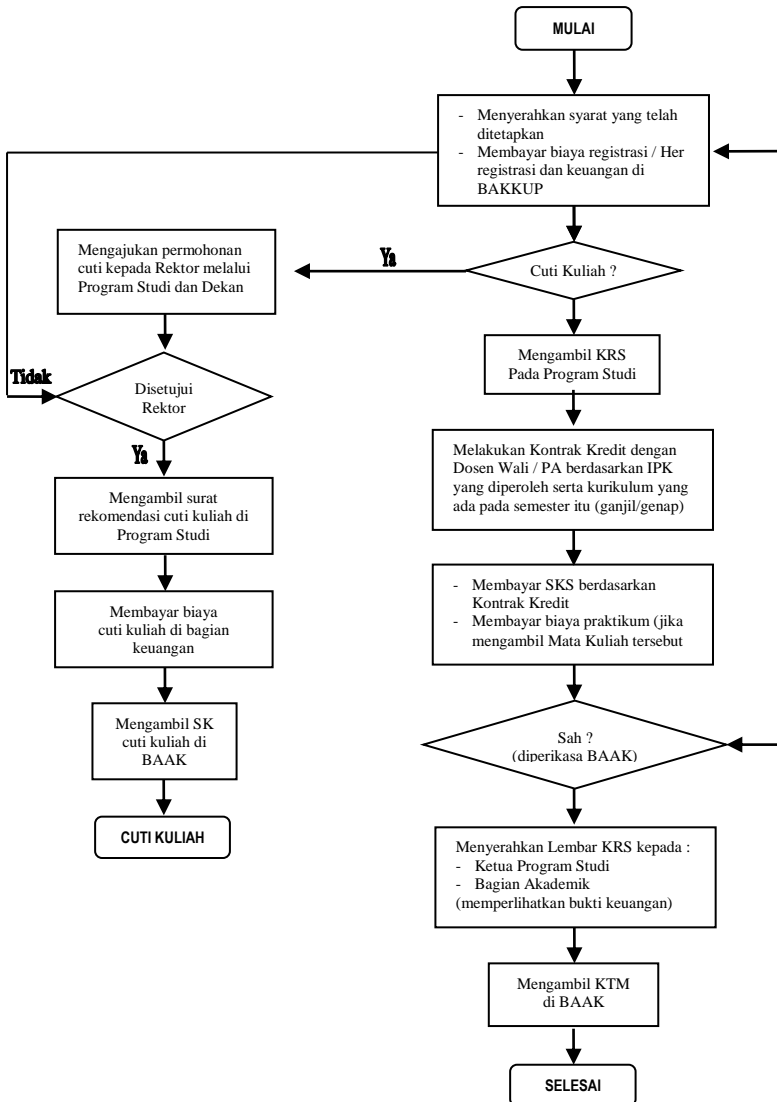 MULAI
- Menyerahkan syarat yang telah
ditetapkan
- Membayar biaya registrasi / Her
registrasi dan keuangan di
BAKKUP
Cuti Kuliah ?
Ya
Mengajukan permohonan
cuti kepada Rektor melalui
Program Studi dan Dekan
Tidak
Disetujui
Rektor
Ya
Mengambil surat
rekomendasi cuti kuliah di
Program Studi
Membayar biaya
cuti kuliah di bagian
keuangan
Mengambil SK
cuti kuliah di
BAAK
CUTI KULIAH
Mengambil KRS
Pada Program Studi
Melakukan Kontrak Kredit dengan
Dosen Wali / PA berdasarkan IPK
yang diperoleh serta kurikulum yang
ada pada semester itu (ganjil/genap)
- Membayar SKS berdasarkan
Kontrak Kredit
- Membayar biaya praktikum (jika
mengambil Mata Kuliah tersebut
Sah ?
(diperikasa BAAK)
Menyerahkan Lembar KRS kepada :
- Ketua Program Studi
- Bagian Akademik
(memperlihatkan bukti keuangan)
Mengambil KTM
di BAAK
SELESAI